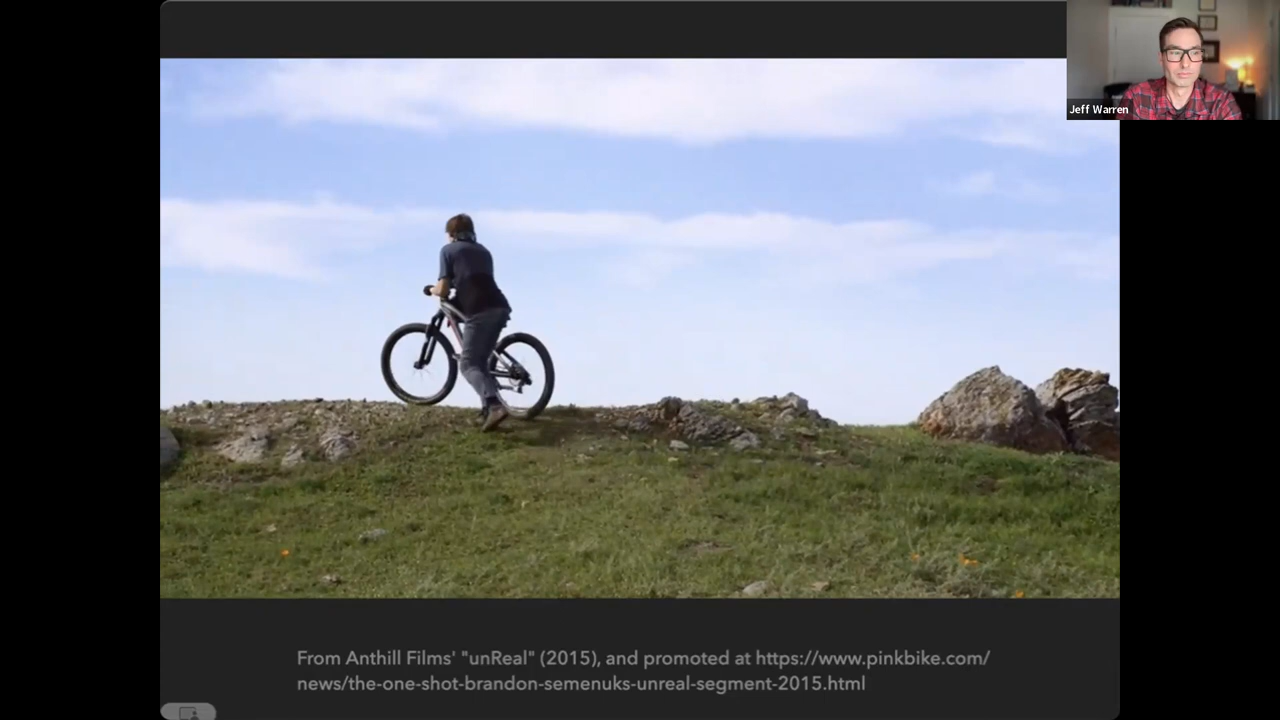 Jeff Warren
From Anthill Films' "unReal" (2015), and promoted at https://www.pinkbike.com/
news/the-one-shot-brandon-semenuks-unreal-segment-2015.html